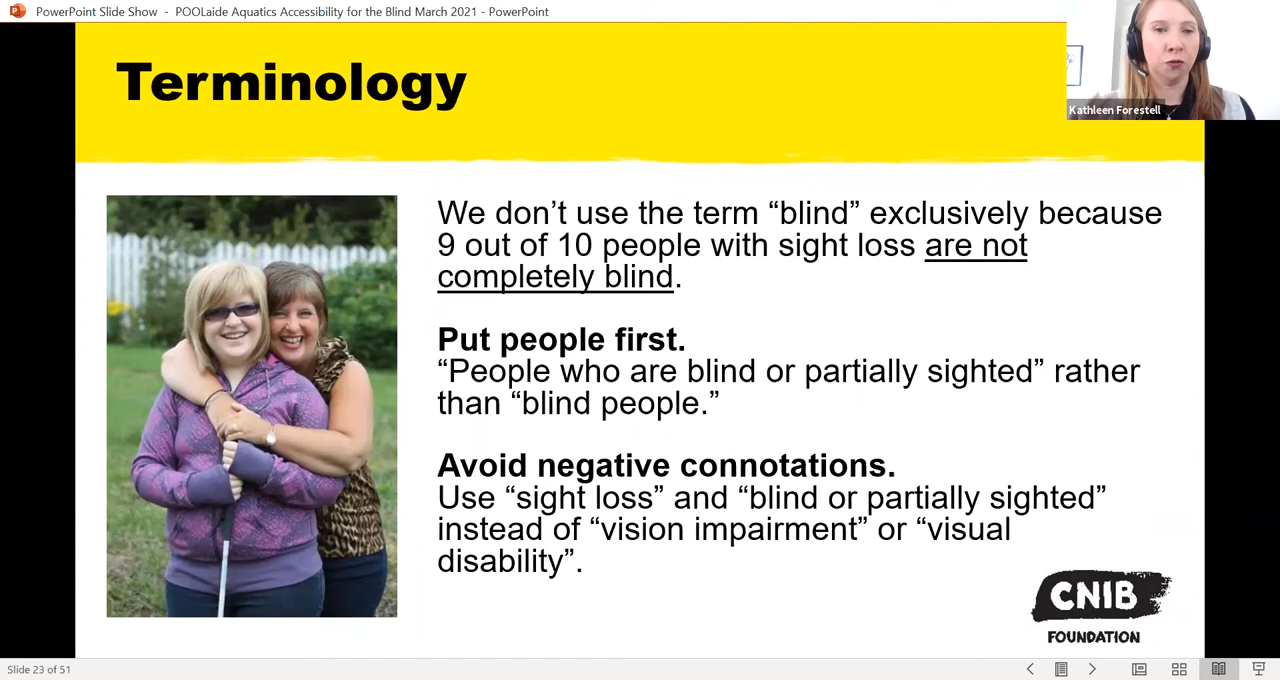 PowerPoint Slide Show - POOLaide Aquatics Accessibility for the Blind March 2021 - PowerPoint
Kathleen Forestell
Terminology
We don’t use the term “blind” exclusively because
9 out of 10 people with sight loss are not
completely blind.
Put people first.
“People who are blind or partially sighted” rather
than “blind people.”
Avoid negative connotations.
Use “sight loss” and “blind or partially sighted”
instead of “vision impairment” or “visual
disability”.
CNIB
FOUNDATION
Slide 23 of 51